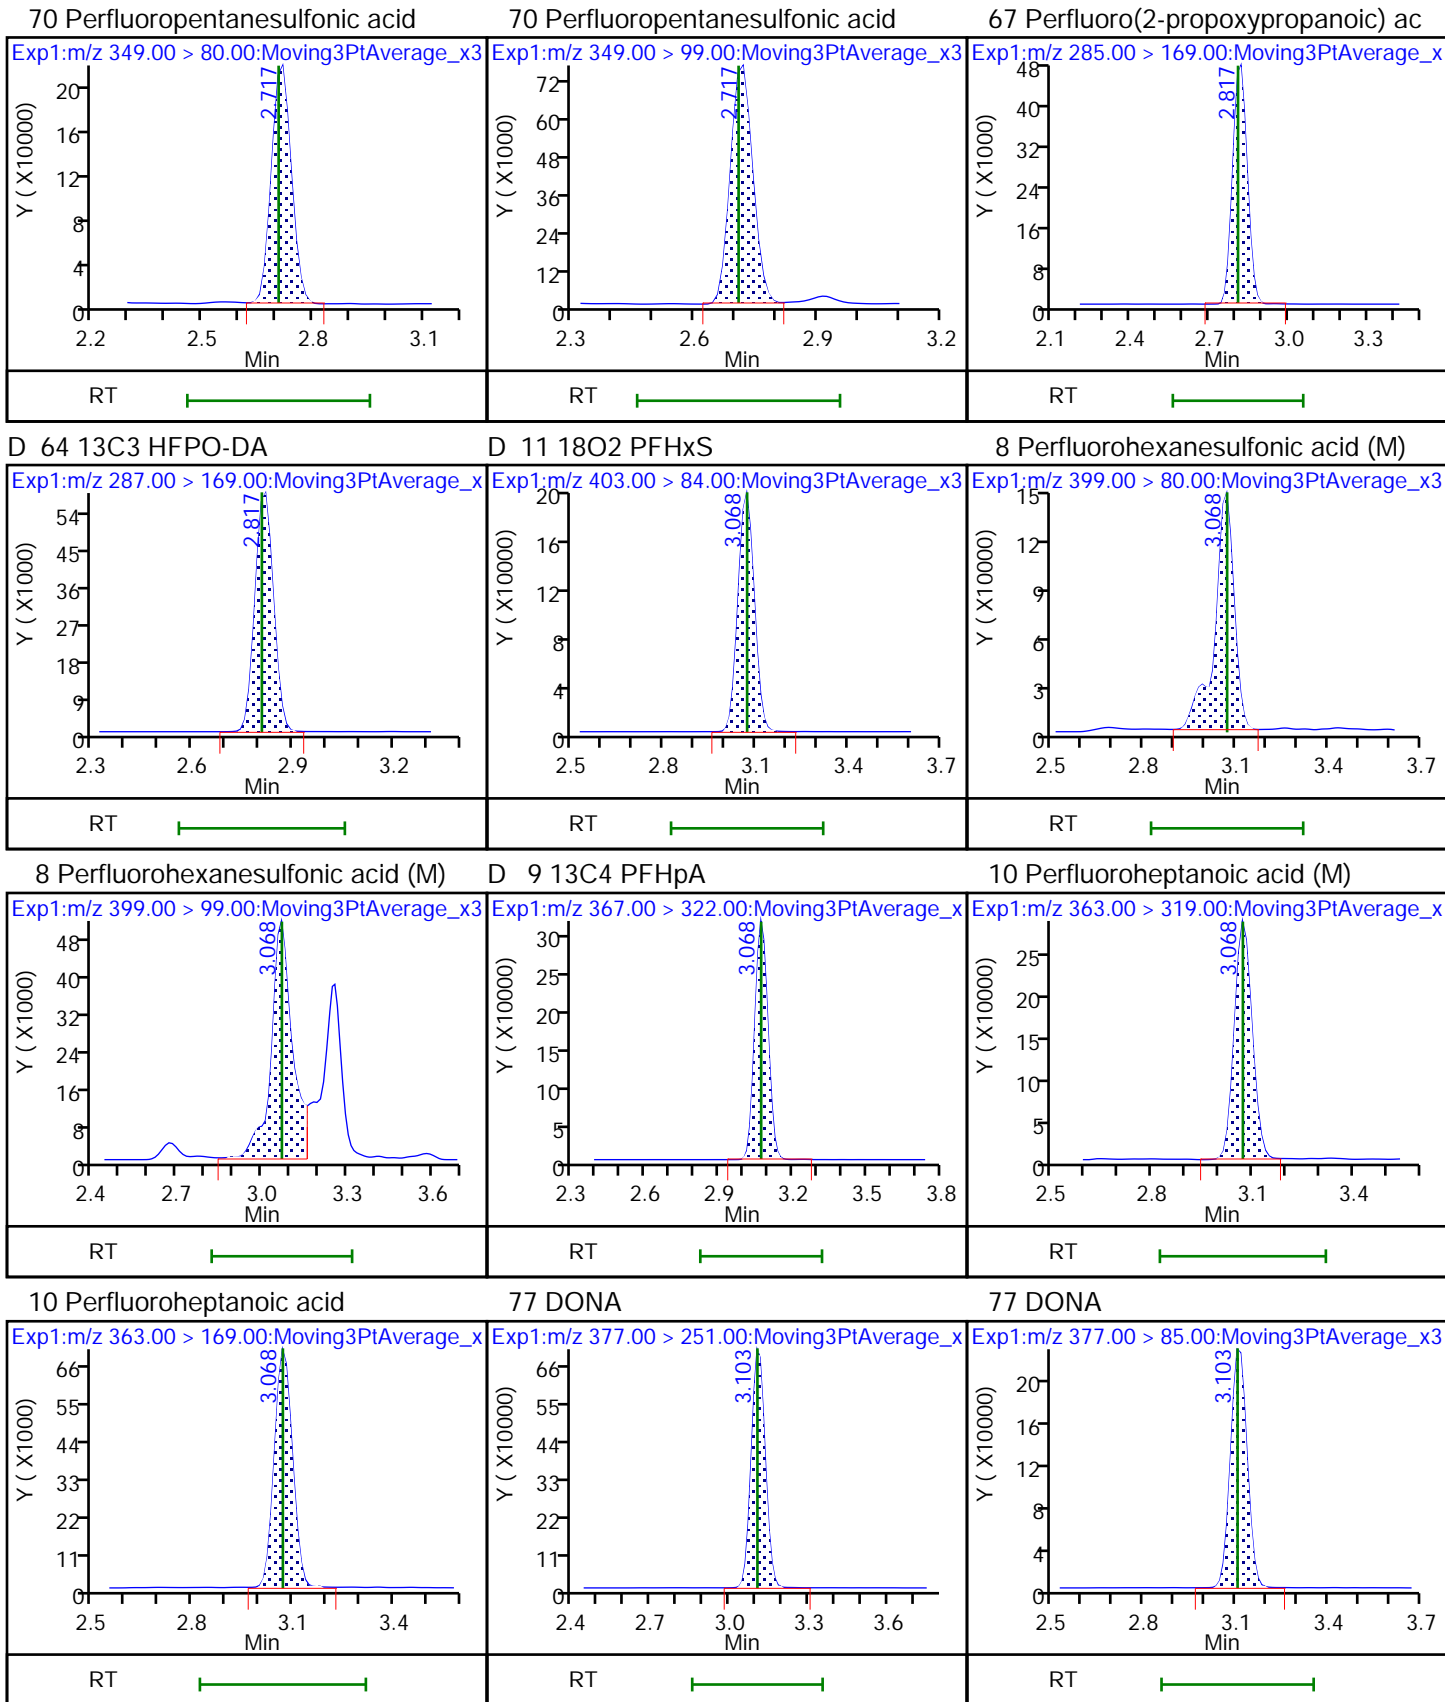 70 Perfluoropentanesulfonic acid
Exp1:m/z 349.00 > 80.00:Moving3PtAverage_x3
Y ( X10000)
20
16
12
8
4
0
2.717
2.2 2.5 2.8 3.1
Min
RT
70 Perfluoropentanesulfonic acid
Exp1:m/z 349.00 > 99.00:Moving3PtAverage_x3
Y ( X1000)
72
60
48
36
24
12
0
2.717
2.3 2.6 2.9 3.2
Min
RT
67 Perfluoro(2-propoxypropanoic) ac
Exp1:m/z 285.00 > 169.00:Moving3PtAverage_x
Y ( X1000)
48
40
32
24
16
8
0
2.817
2.1 2.4 2.7 3.0 3.3
Min
RT
D 64 13C3 HFPO-DA
Exp1:m/z 287.00 > 169.00:Moving3PtAverage_x
Y ( X10000)
54
45
36
27
18
9
0
2.817
2.3 2.6 2.9 3.2
Min
RT
D 11 18O2 PFHxS
Exp1:m/z 403.00 > 84.00:Moving3PtAverage_x3
Y ( X10000)
20
16
12
8
4
0
3.068
2.5 2.8 3.1 3.4 3.7
Min
RT
8 Perfluorohexanesulfonic acid (M)
Exp1:m/z 399.00 > 80.00:Moving3PtAverage_x3
Y ( X10000)
15
12
9
6
3
0
3.068
2.5 2.8 3.1 3.4 3.7
Min
RT
8 Perfluorohexanesulfonic acid (M)
Exp1:m/z 399.00 > 99.00:Moving3PtAverage_x3
Y ( X1000)
48
40
32
24
16
8
0
3.068
2.4 2.7 3.0 3.3 3.6
Min
RT
D 9 13C4 PFHpA
Exp1:m/z 367.00 > 322.00:Moving3PtAverage_x
Y ( X10000)
30
25
20
15
10
5
0
3.068
2.3 2.6 2.9 3.2 3.5 3.8
Min
RT
10 Perfluoroheptanoic acid (M)
Exp1:m/z 363.00 > 319.00:Moving3PtAverage_x
Y ( X10000)
25
20
15
10
5
0
3.068
2.5 2.8 3.1 3.4
Min
RT
10 Perfluoroheptanoic acid
Exp1:m/z 363.00 > 169.00:Moving3PtAverage_x
Y ( X1000)
66
55
44
33
22
11
0
3.068
2.5 2.8 3.1 3.4
Min
RT
77 DONA
Exp1:m/z 377.00 > 251.00:Moving3PtAverage_x
Y ( X10000)
66
55
44
33
22
11
0
3.103
2.4 2.7 3.0 3.3 3.6
Min
RT
77 DONA
Exp1:m/z 377.00 > 85.00:Moving3PtAverage_x3
Y ( X10000)
20
16
12
8
4
0
3.103
2.5 2.8 3.1 3.4 3.7
Min
RT